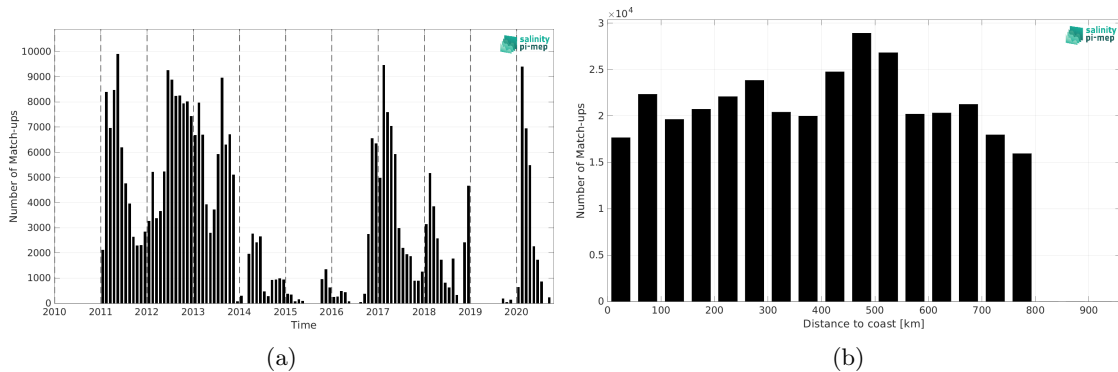 salinity
pi-mep
Number of Match-ups
10000
9000
8000
7000
6000
5000
4000
3000
2000
1000
0
2010 2011 2012 2013 2014 2015 2016 2017 2018 2019 2020
Time
(a)
×10⁴
salinity
pi-mep
Number of Match-ups
3
2.5
2
1.5
1
0.5
0
0 100 200 300 400 500 600 700 800 900
Distance to coast [km]
(b)